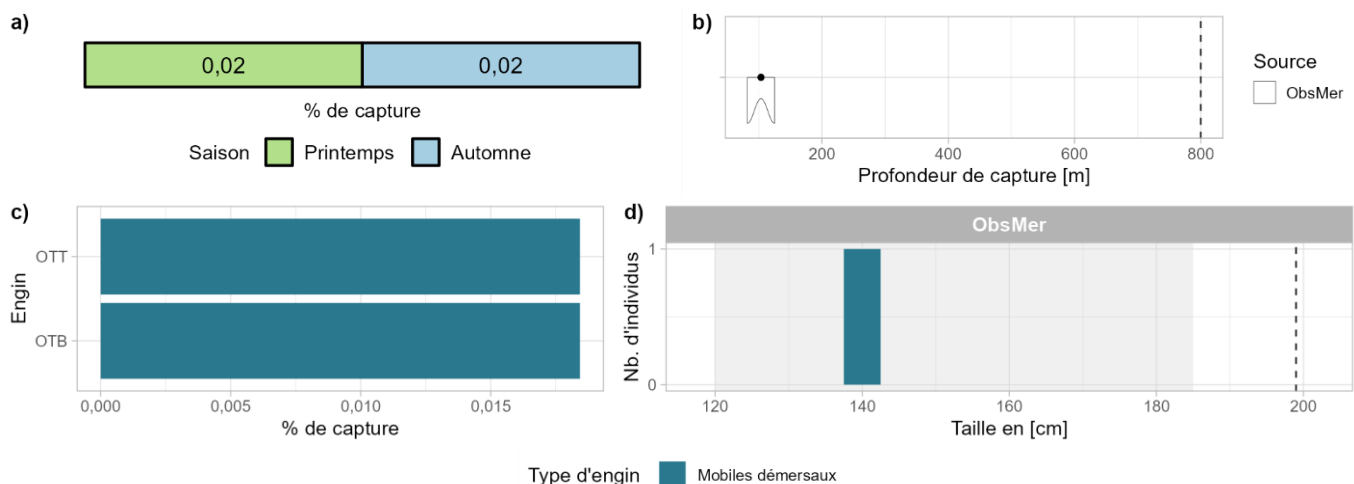 a)
0,02 0,02
% de capture
Saison Printemps Automne
b)
200 400 600 800
Profondeur de capture [m]
Source
ObsMer
c)
Engin
OTT
OTB
0,000 0,005 0,010 0,015
% de capture
d)
ObsMer
Nb. d'individus
1
0
120 140 160 180 200
Taille en [cm]
Type d'engin Mobiles démersaux